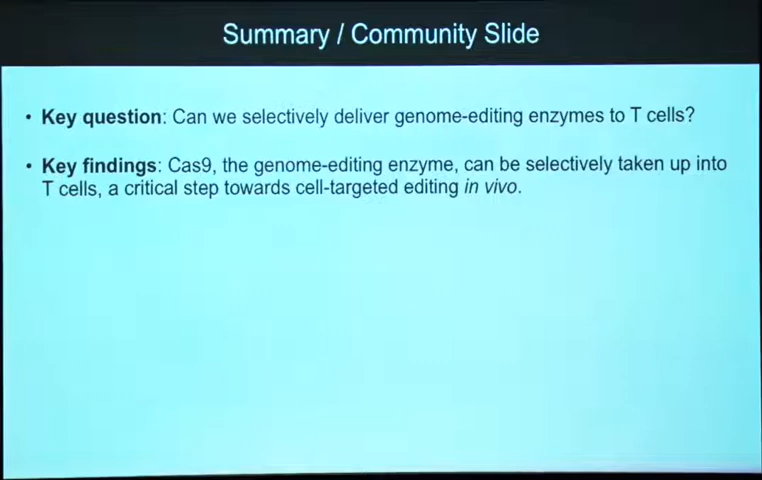 Summary / Community Slide
• Key question: Can we selectively deliver genome-editing enzymes to T cells?
• Key findings: Cas9, the genome-editing enzyme, can be selectively taken up into
T cells, a critical step towards cell-targeted editing in vivo.